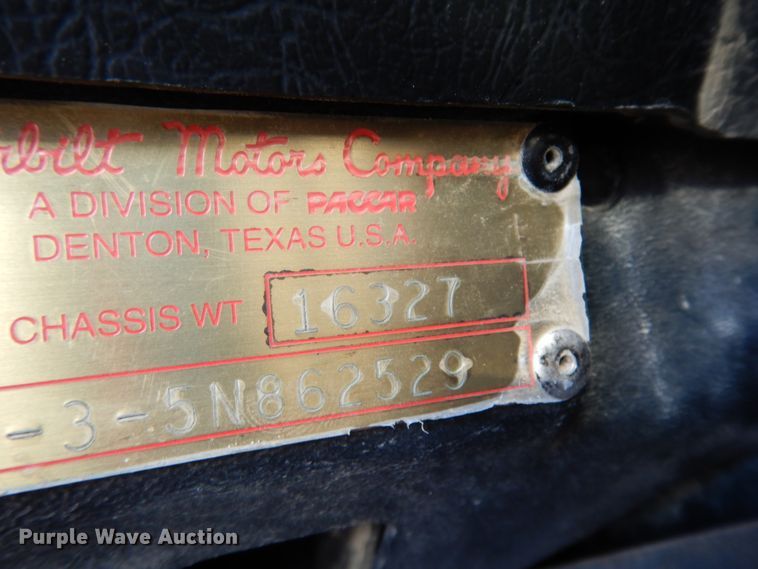 rbilt Motors Company
A DIVISION OF PACCAR
DENTON, TEXAS U.S.A.
CHASSIS WT 16327
-3-5N862529
Purple Wave Auction